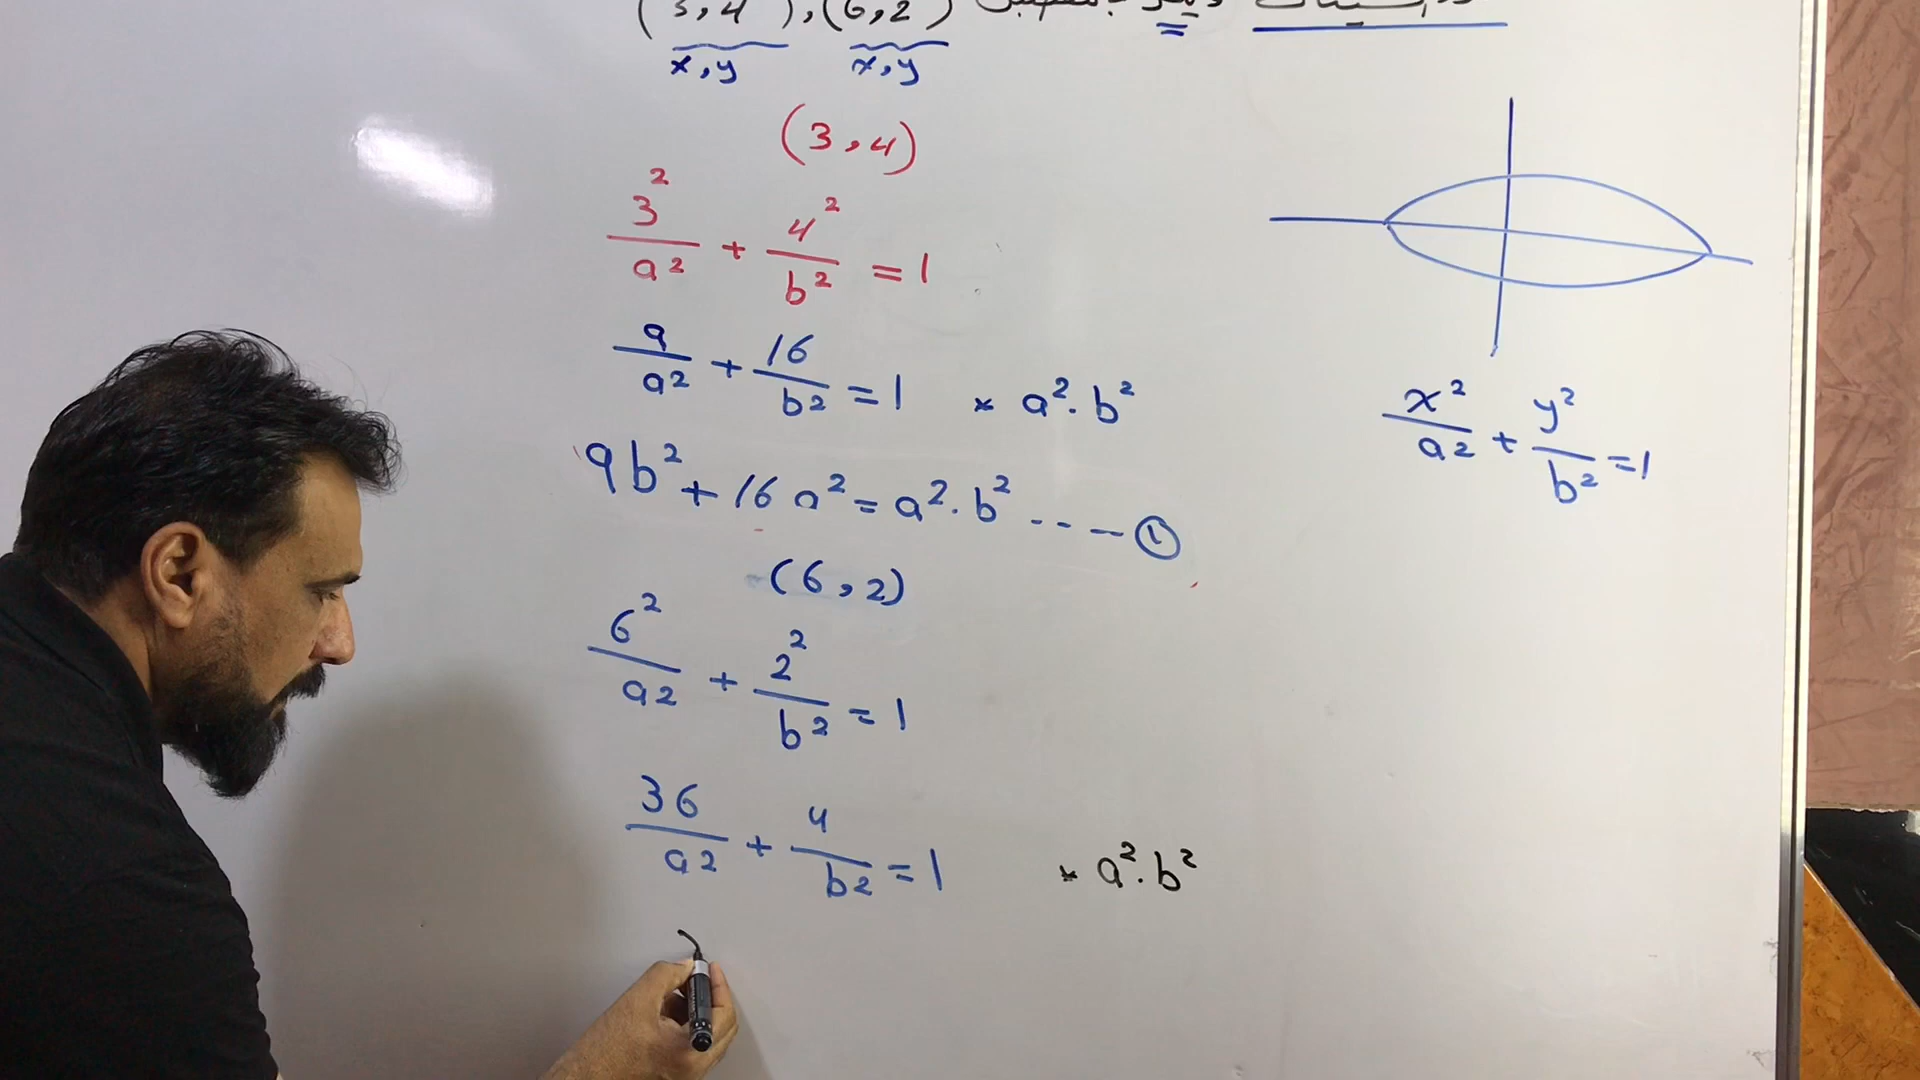 (3,4), (6,2)
x,y x,y
(3,4)
3²/a² + 4²/b² = 1
9/a² + 16/b² = 1 * a².b²
9b² + 16a² = a².b² ---- ①
(6,2)
6²/a² + 2²/b² = 1
36/a² + 4/b² = 1 * a².b²
x²/a² + y²/b² = 1